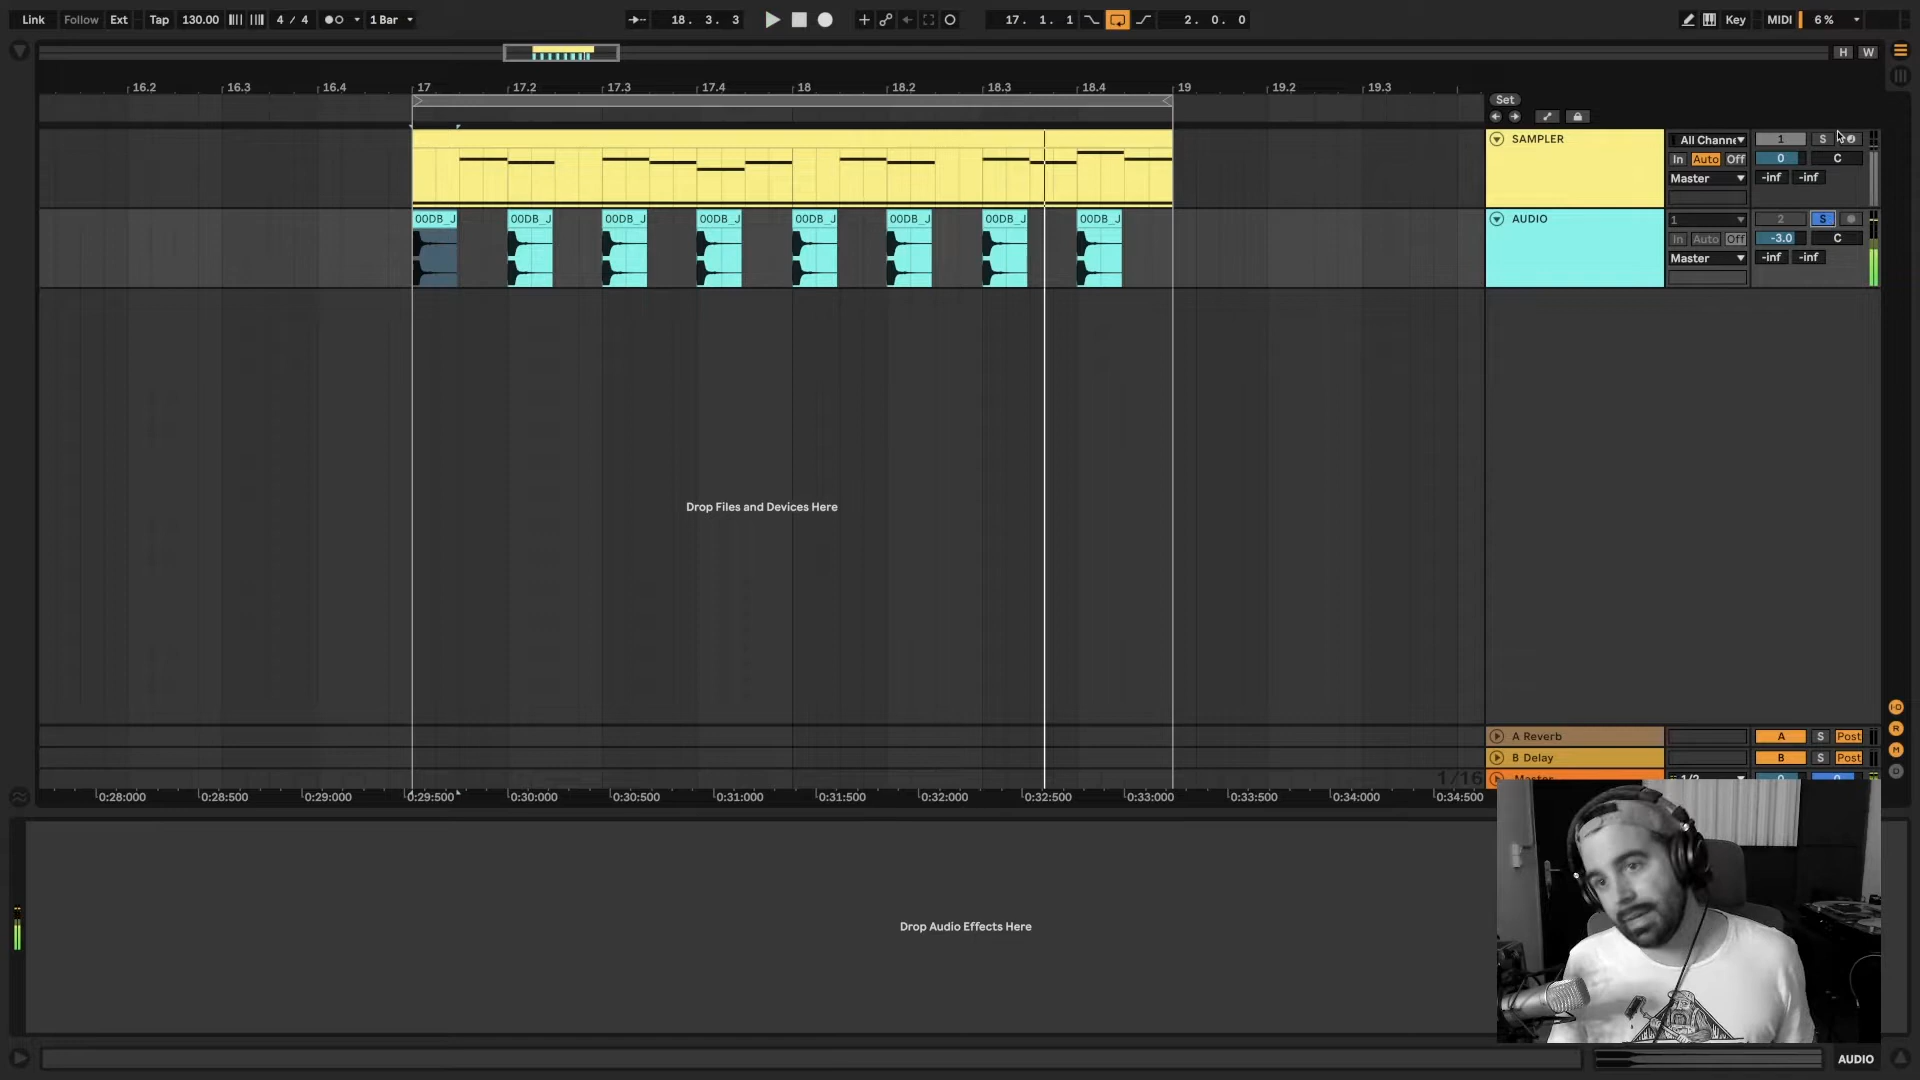 Link Follow Ext Tap 130.00 4 / 4 1 Bar 18. 3. 3 17. 1. 1 2. 0. 0 Key MIDI 6 %
H W
16.2 16.3 16.4 17 17.2 17.3 17.4 18 18.2 18.3 18.4 19 19.2 19.3
Set
SAMPLER All Channe 1 S
In Auto Off 0 C
Master -inf -inf
00DB_J 00DB_J 00DB_J 00DB_J 00DB_J 00DB_J 00DB_J 00DB_J AUDIO 1 2 S
In Auto Off -3.0 C
Master -inf -inf
Drop Files and Devices Here
A Reverb A S Post
B Delay B S Post
1/16 Master 1/2 0 0
0:28:000 0:28:500 0:29:000 0:29:500 0:30:000 0:30:500 0:31:000 0:31:500 0:32:000 0:32:500 0:33:000 0:33:500 0:34:000 0:34:500
I-O
R
M
D
Drop Audio Effects Here
AUDIO